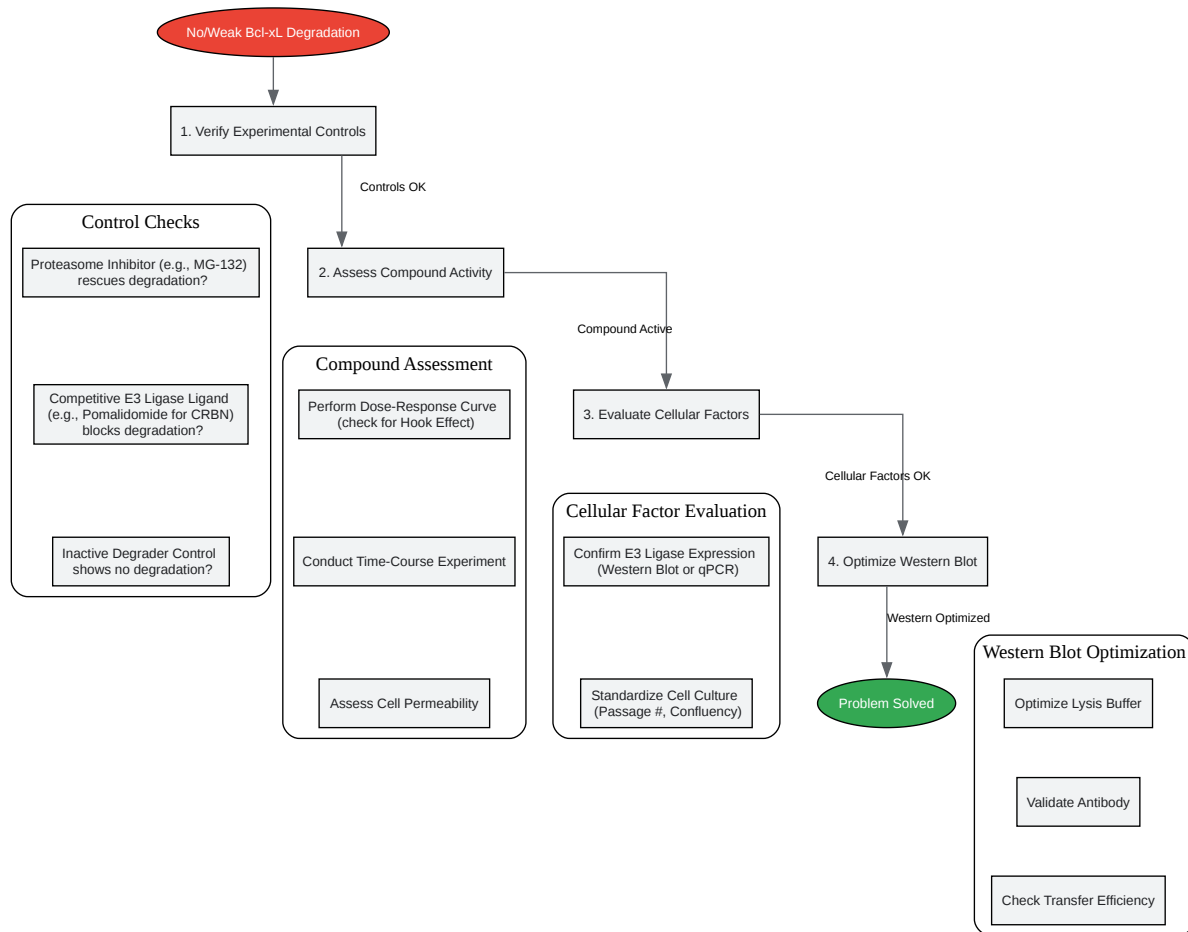 No/Weak Bcl-xL Degradation
1. Verify Experimental Controls
Controls OK
Control Checks
Proteasome Inhibitor (e.g., MG-132)
rescues degradation?
Competitive E3 Ligase Ligand
(e.g., Pomalidomide for CRBN)
blocks degradation?
Inactive Degrader Control
shows no degradation?
2. Assess Compound Activity
Compound Active
Compound Assessment
Perform Dose-Response Curve
(check for Hook Effect)
Conduct Time-Course Experiment
Assess Cell Permeability
3. Evaluate Cellular Factors
Cellular Factors OK
Cellular Factor Evaluation
Confirm E3 Ligase Expression
(Western Blot or qPCR)
Standardize Cell Culture
(Passage #, Confluency)
4. Optimize Western Blot
Western Optimized
Problem Solved
Western Blot Optimization
Optimize Lysis Buffer
Validate Antibody
Check Transfer Efficiency